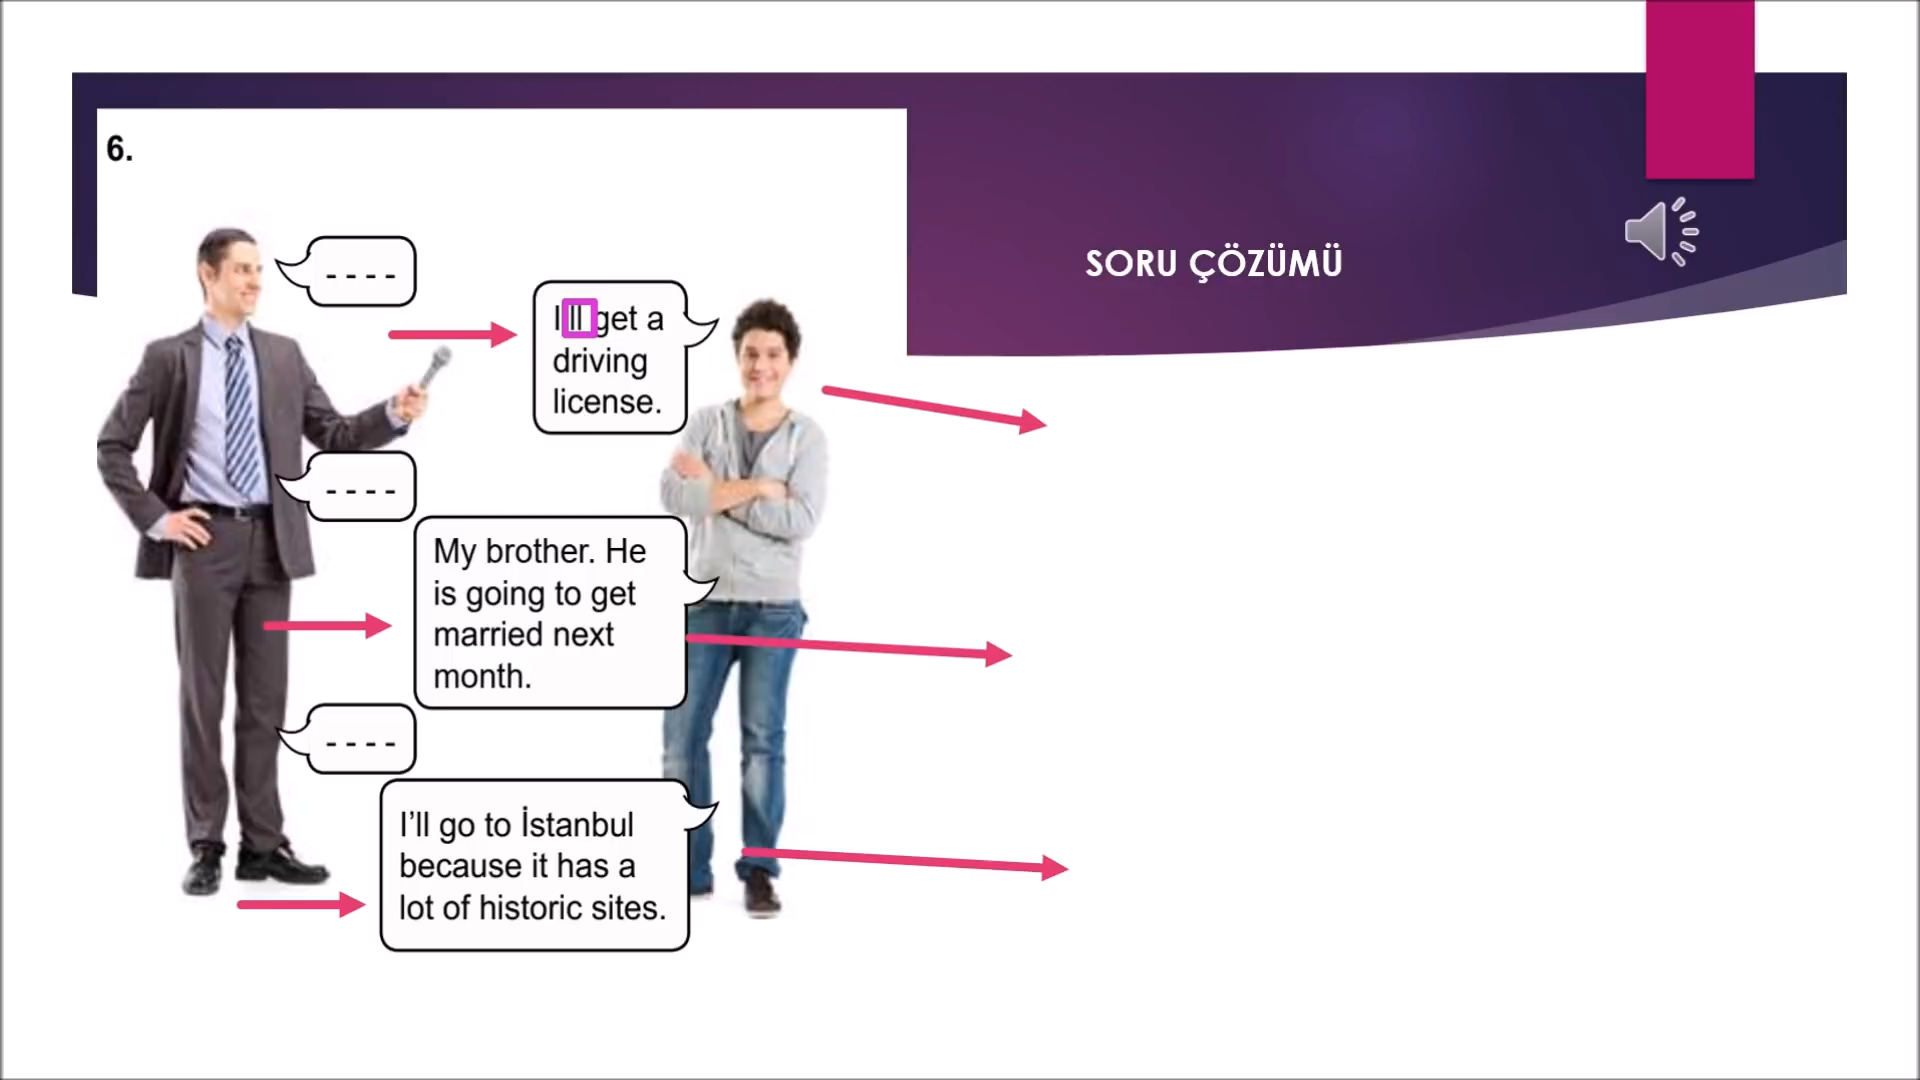 6.
SORU ÇÖZÜMÜ
- - - -
I'll get a
driving
license.
- - - -
My brother. He
is going to get
married next
month.
- - - -
I'll go to İstanbul
because it has a
lot of historic sites.